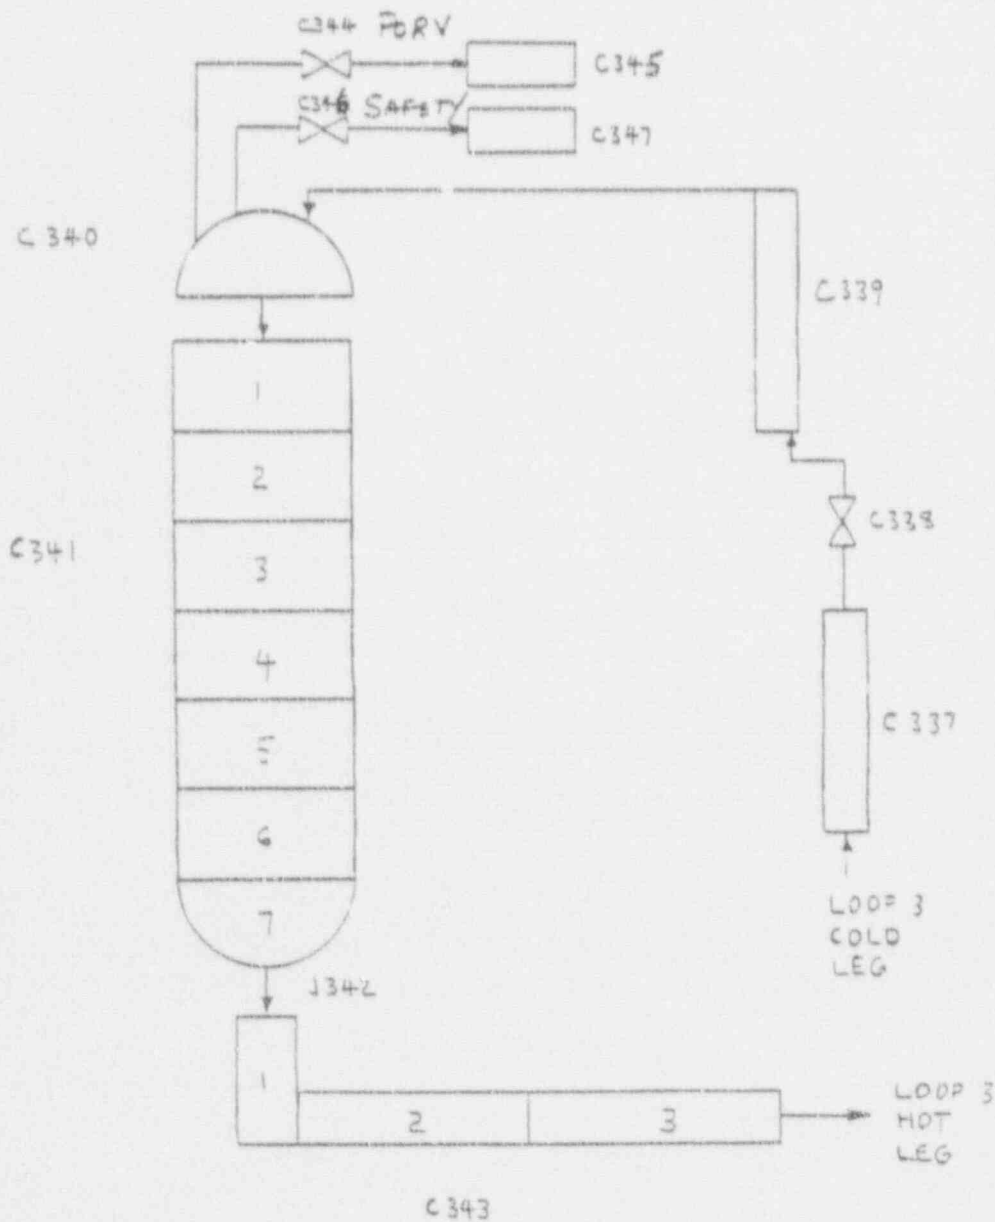 C344 PORV
C345
C346 SAFETY
C347
C340
C339
1
2
C338
C341
3
4
C337
5
6
7
LOOP 3
COLD
LEG
J342
1
2
3
LOOP 3
HOT
LEG
C343